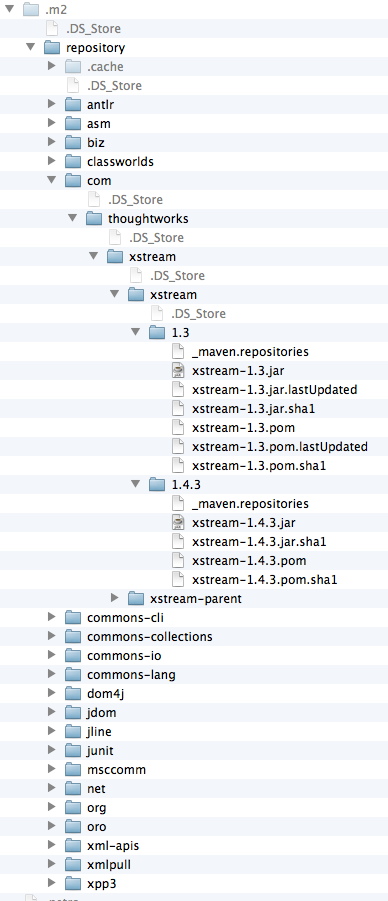 .m2
.DS_Store
repository
.cache
.DS_Store
antlr
asm
biz
classworlds
com
.DS_Store
thoughtworks
.DS_Store
xstream
.DS_Store
xstream
.DS_Store
1.3
_maven.repositories
xstream-1.3.jar
xstream-1.3.jar.lastUpdated
xstream-1.3.jar.sha1
xstream-1.3.pom
xstream-1.3.pom.lastUpdated
xstream-1.3.pom.sha1
1.4.3
_maven.repositories
xstream-1.4.3.jar
xstream-1.4.3.jar.sha1
xstream-1.4.3.pom
xstream-1.4.3.pom.sha1
xstream-parent
commons-cli
commons-collections
commons-io
commons-lang
dom4j
jdom
jline
junit
msccomm
net
org
oro
xml-apis
xmlpull
xpp3